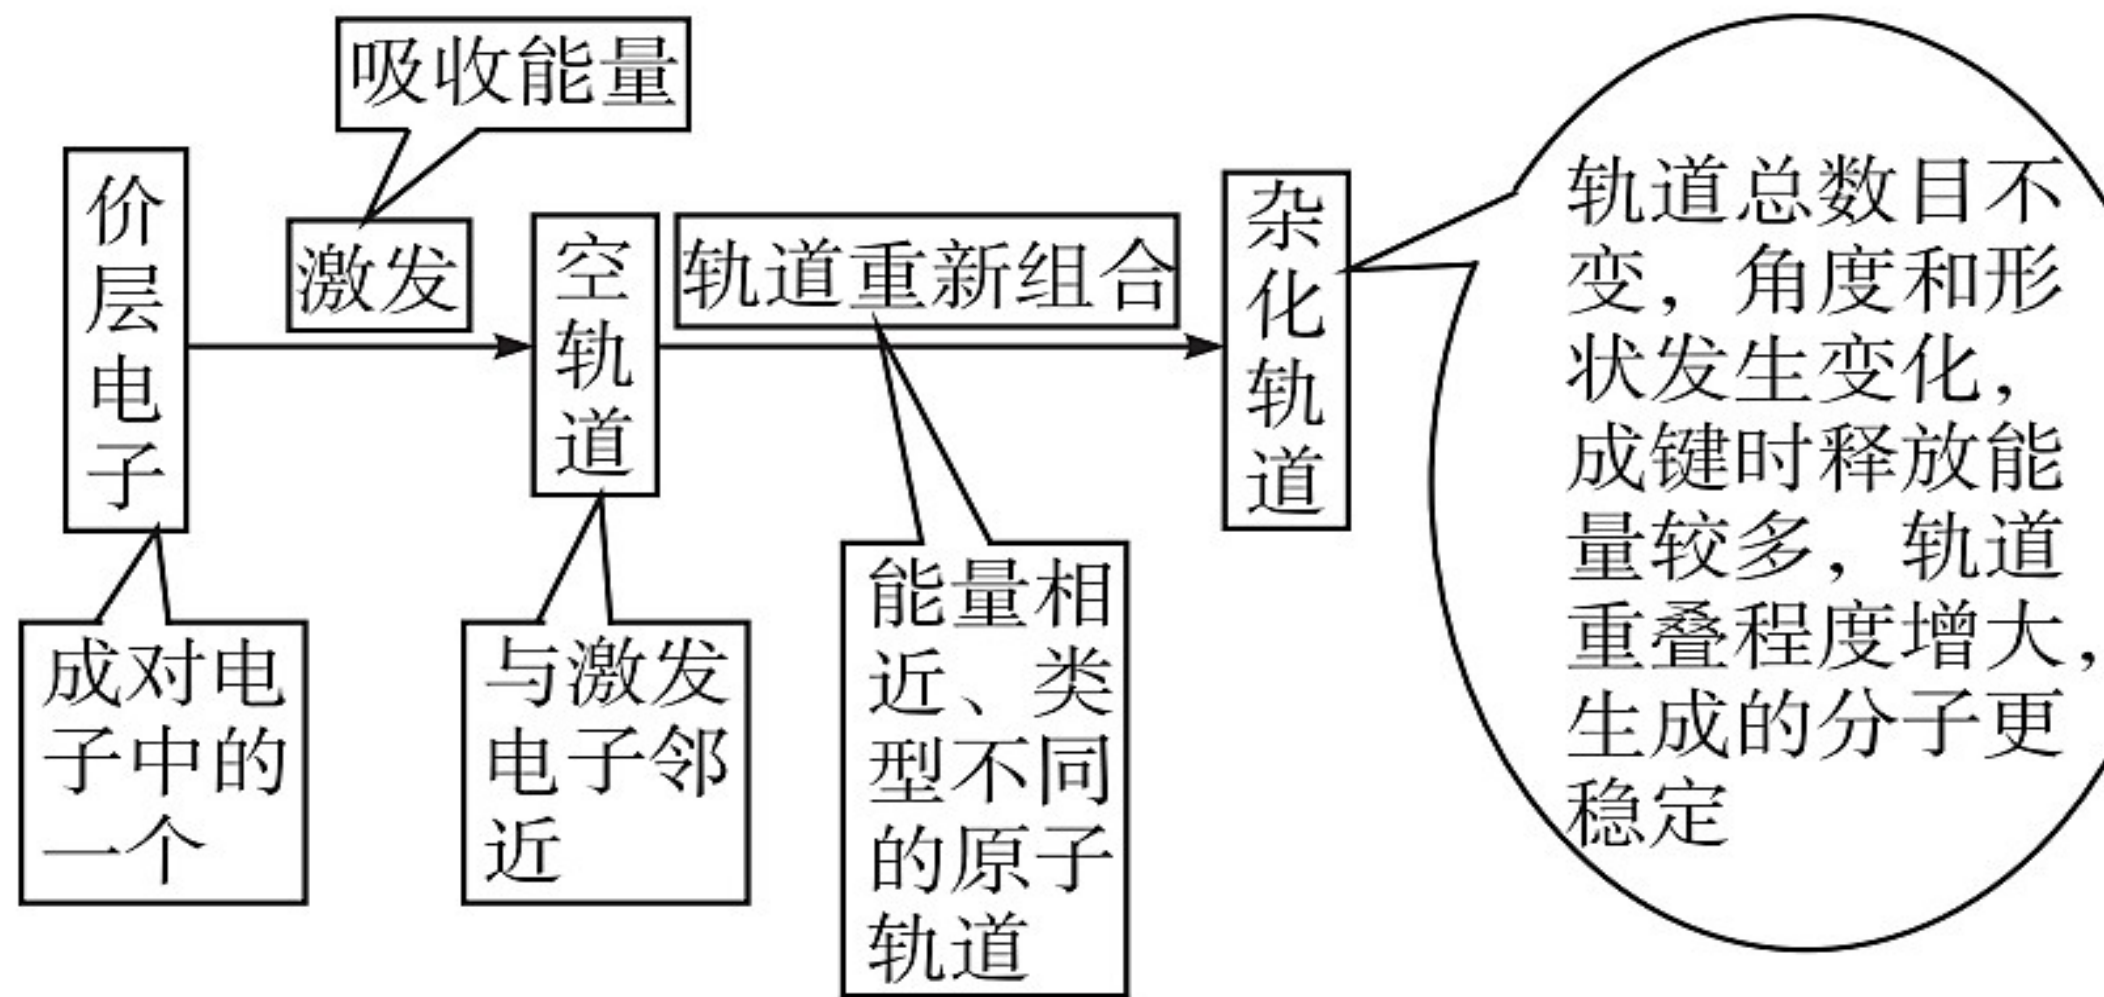 吸收能量
价层电子
激发
空轨道
轨道重新组合
杂化轨道
成对电
子中的
一个
与激发
电子邻
近
能量相
近、类
型不同
的原子
轨道
轨道总数目不
变，角度和形
状发生变化，
成键时释放能
量较多，轨道
重叠程度增大，
生成的分子更
稳定